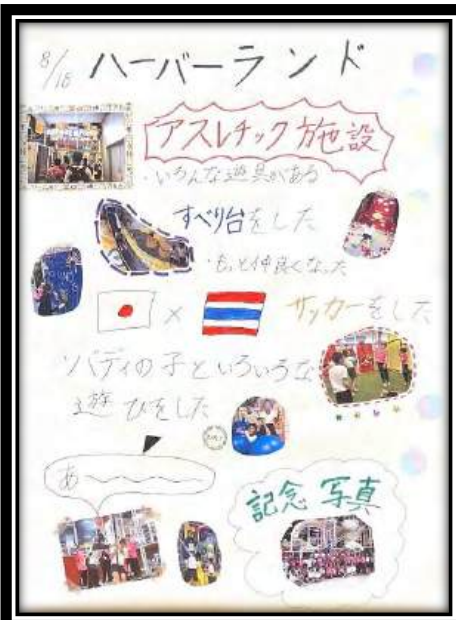 8/18 ハーバーランド
アスレチック施設
・いろんな遊具がある
すべり台をした
・もっと仲良くなった
×
サッカーをした
バディの子といろいろな
遊びをした
あ〜〜〜〜
記念写真